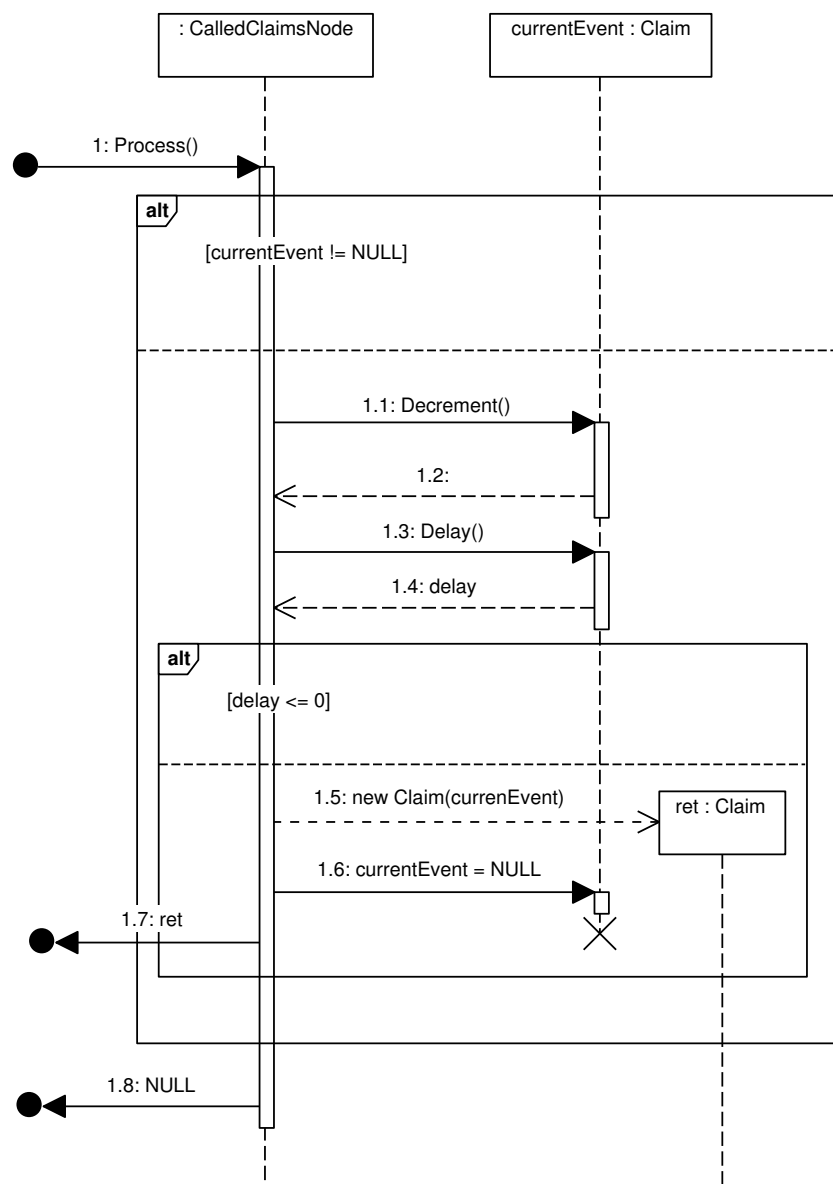 : CalledClaimsNode
currentEvent : Claim
1: Process()
alt
[currentEvent != NULL]
1.1: Decrement()
1.2:
1.3: Delay()
1.4: delay
alt
[delay <= 0]
1.5: new Claim(currenEvent)
ret : Claim
1.6: currentEvent = NULL
1.7: ret
1.8: NULL